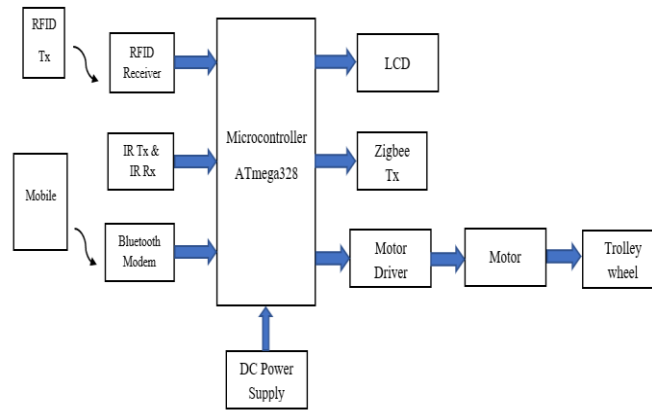 RFID
Tx
RFID
Receiver
LCD
Microcontroller
ATmega328
IR Tx &
IR Rx
Zigbee
Tx
Mobile
Bluetooth
Modem
Motor
Driver
Motor
Trolley
wheel
DC Power
Supply